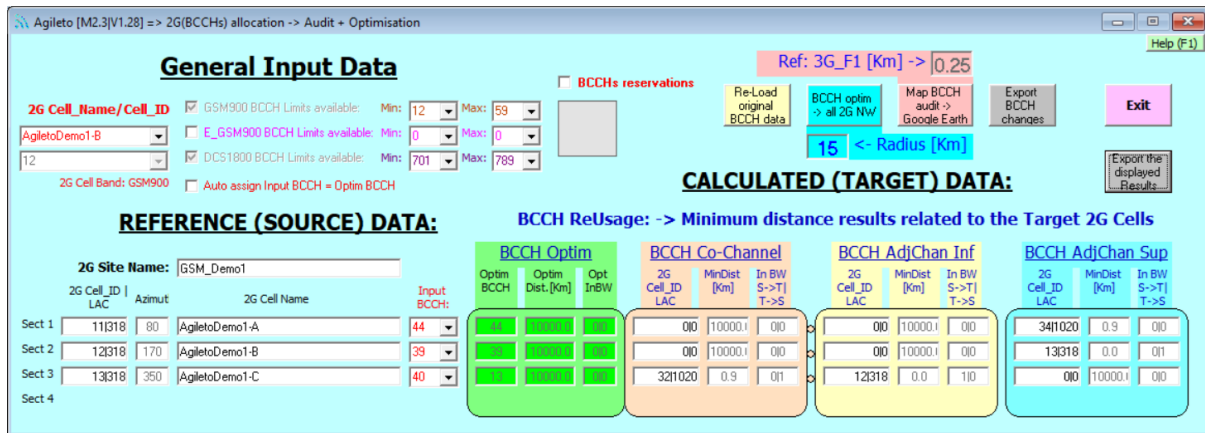 Agileto [M2.3|V1.28] => 2G(BCCHs) allocation -> Audit + Optimisation
Help (F1)
General Input Data
BCCHs reservations
Ref: 3G_F1 [Km] -> 0.25
2G Cell_Name/Cell_ID
GSM900 BCCH Limits available: Min: 12 Max: 59
AgiletoDemo1-B
E_GSM900 BCCH Limits available: Min: 0 Max: 0
12
DCS1800 BCCH Limits available: Min: 701 Max: 789
2G Cell Band: GSM900
Auto assign Input BCCH = Optim BCCH
Re-Load original BCCH data
BCCH optim -> all 2G NW
Map BCCH audit -> Google Earth
Export BCCH changes
Exit
15 <- Radius [Km]
Export the displayed Results
CALCULATED (TARGET) DATA:
REFERENCE (SOURCE) DATA:
BCCH ReUsage: -> Minimum distance results related to the Target 2G Cells
2G Site Name: GSM_Demo1
BCCH Optim BCCH Co-Channel BCCH AdjChan Inf BCCH AdjChan Sup
2G Cell_ID | LAC Azimut 2G Cell Name Input BCCH:
Optim BCCH Optim Dist.[Km] Opt InBW
2G Cell_ID LAC MinDist [Km] In BW S->T| T->S
2G Cell_ID LAC MinDist [Km] In BW S->T| T->S
2G Cell_ID LAC MinDist [Km] In BW S->T| T->S
Sect 1 11|318 80 AgiletoDemo1-A 44 44 10000.0 0|0 0|0 10000.0 0|0 0|0 10000.0 0|0 34|1020 0.9 0|0
Sect 2 12|318 170 AgiletoDemo1-B 39 39 10000.0 0|0 0|0 10000.0 0|0 0|0 10000.0 0|0 13|318 0.0 0|1
Sect 3 13|318 350 AgiletoDemo1-C 40 13 10000.0 0|0 32|1020 0.9 0|1 12|318 0.0 1|0 0|0 10000.0 0|0
Sect 4